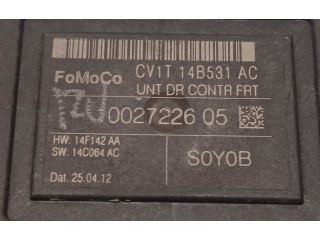 FoMoCo CV1T 14B531 AC
UNT DR CONTR FRT
0027226 05
HW: 14F142 AA
SW: 14C064 AC
S0Y0B
Dat. 25.04.12